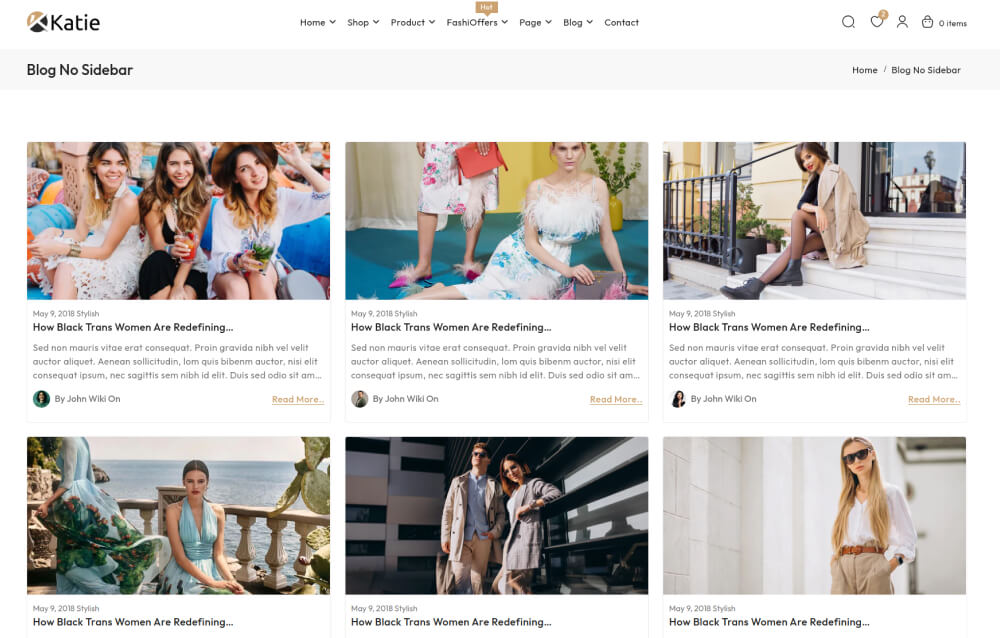 Hot
Katie
Home Shop Product FashiOffers Page Blog Contact
2
0 items
Blog No Sidebar
Home / Blog No Sidebar
May 9, 2018 Stylish
How Black Trans Women Are Redefining...
Sed non mauris vitae erat consequat. Proin gravida nibh vel velit
auctor aliquet. Aenean sollicitudin, lom quis bibenm auctor, nisi elit
consequat ipsum, nec sagittis sem nibh id elit. Duis sed odio sit am...
By John Wiki On
Read More..
May 9, 2018 Stylish
How Black Trans Women Are Redefining...
Sed non mauris vitae erat consequat. Proin gravida nibh vel velit
auctor aliquet. Aenean sollicitudin, lom quis bibenm auctor, nisi elit
consequat ipsum, nec sagittis sem nibh id elit. Duis sed odio sit am...
By John Wiki On
Read More..
May 9, 2018 Stylish
How Black Trans Women Are Redefining...
Sed non mauris vitae erat consequat. Proin gravida nibh vel velit
auctor aliquet. Aenean sollicitudin, lom quis bibenm auctor, nisi elit
consequat ipsum, nec sagittis sem nibh id elit. Duis sed odio sit am...
By John Wiki On
Read More..
May 9, 2018 Stylish
How Black Trans Women Are Redefining...
May 9, 2018 Stylish
How Black Trans Women Are Redefining...
May 9, 2018 Stylish
How Black Trans Women Are Redefining...